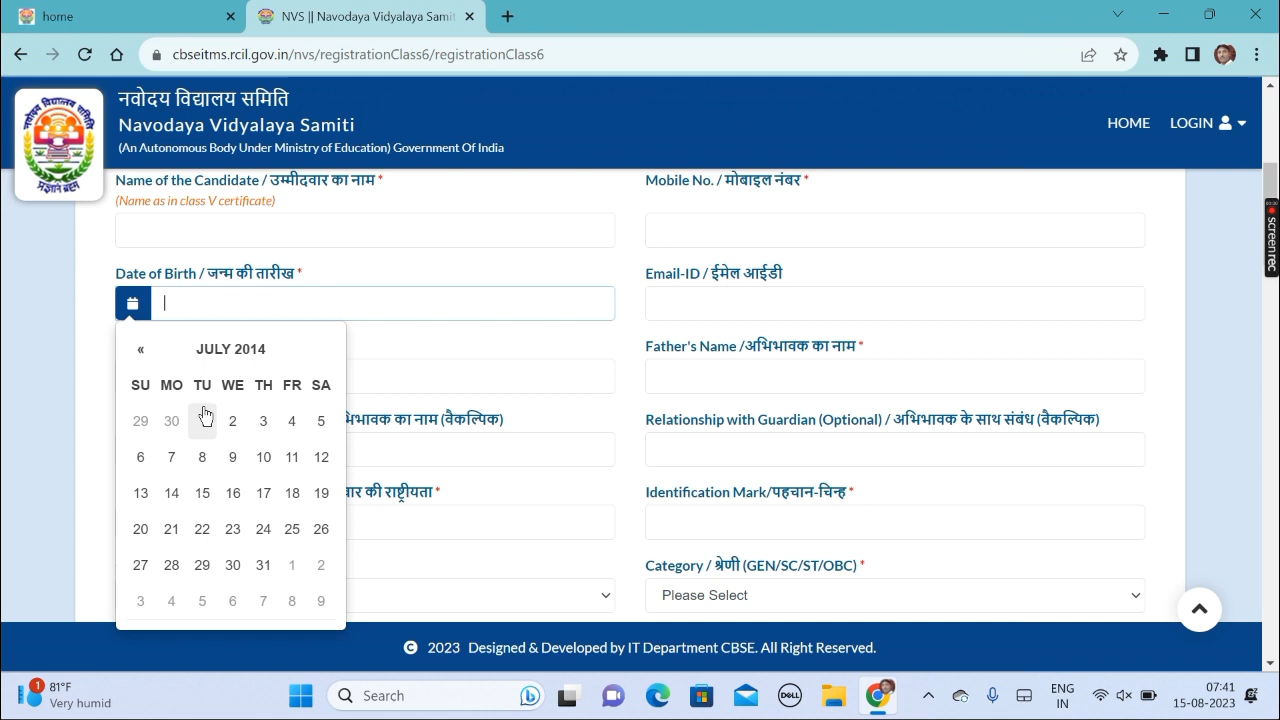 home
NVS || Navodaya Vidyalaya Samit
cbseitms.rcil.gov.in/nvs/registrationClass6/registrationClass6
नवोदय विद्यालय समिति
Navodaya Vidyalaya Samiti
(An Autonomous Body Under Ministry of Education) Government Of India
HOME LOGIN
Name of the Candidate / उम्मीदवार का नाम *
(Name as in class V certificate)
Mobile No. / मोबाइल नंबर *
Date of Birth / जन्म की तारीख *
Email-ID / ईमेल आईडी
« JULY 2014
SU MO TU WE TH FR SA
29 30 2 3 4 5
6 7 8 9 10 11 12
13 14 15 16 17 18 19
20 21 22 23 24 25 26
27 28 29 30 31 1 2
3 4 5 6 7 8 9
Father's Name /अभिभावक का नाम *
का नाम (वैकल्पिक)
Relationship with Guardian (Optional) / अभिभावक के साथ संबंध (वैकल्पिक)
की राष्ट्रीयता *
Identification Mark/पहचान-चिन्ह *
Category / श्रेणी (GEN/SC/ST/OBC) *
Please Select
© 2023 Designed & Developed by IT Department CBSE. All Right Reserved.
screenrec
1
81°F
Very humid
Search
DELL
ENG
IN
07:41
15-08-2023